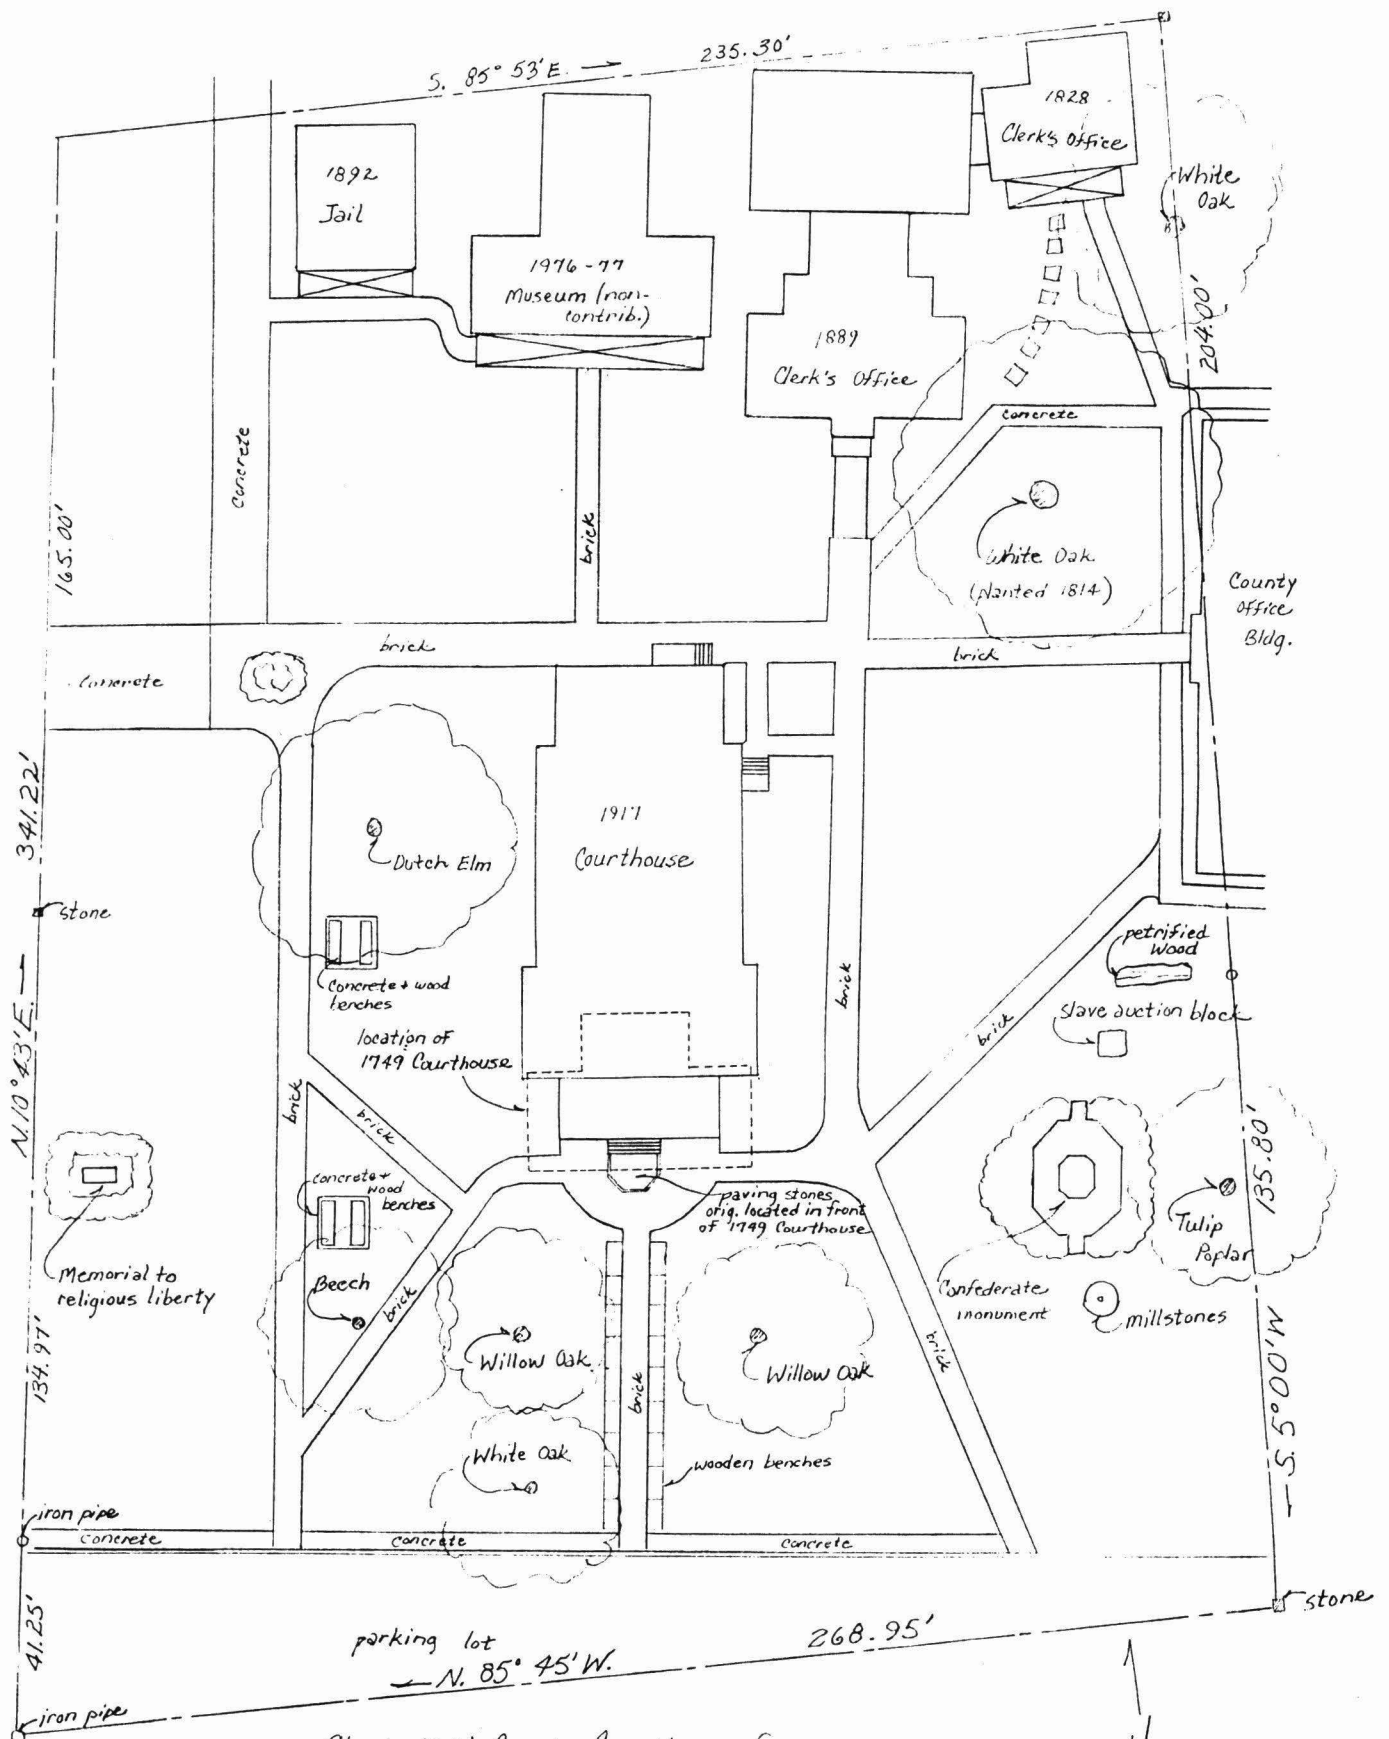 S. 85° 53' E. →
235.30'
1892
Jail
1976-77
Museum (non-
contrib.)
1828
Clerk's Office
White
Oak
1889
Clerk's Office
204.00'
concrete
concrete
165.00'
brick
White Oak
(planted 1814)
County
Office
Bldg.
brick
brick
concrete
341.22'
1917
Courthouse
Dutch Elm
stone
concrete + wood
benches
petrified
wood
slave auction block
brick
brick
location of
1749 Courthouse
N. 10° 43' E. →
brick
brick
concrete +
wood
benches
paving stones
orig. located in front
of 1749 Courthouse
135.80'
Tulip
Poplar
Memorial to
religious liberty
Beech
brick
Confederate
monument
millstones
134.97'
Willow Oak
Willow Oak
brick
brick
White Oak
wooden benches
← S. 5° 00' W
iron pipe
concrete
concrete
concrete
stone
41.25'
parking lot
268.95'
← N. 85° 45' W.
iron pipe